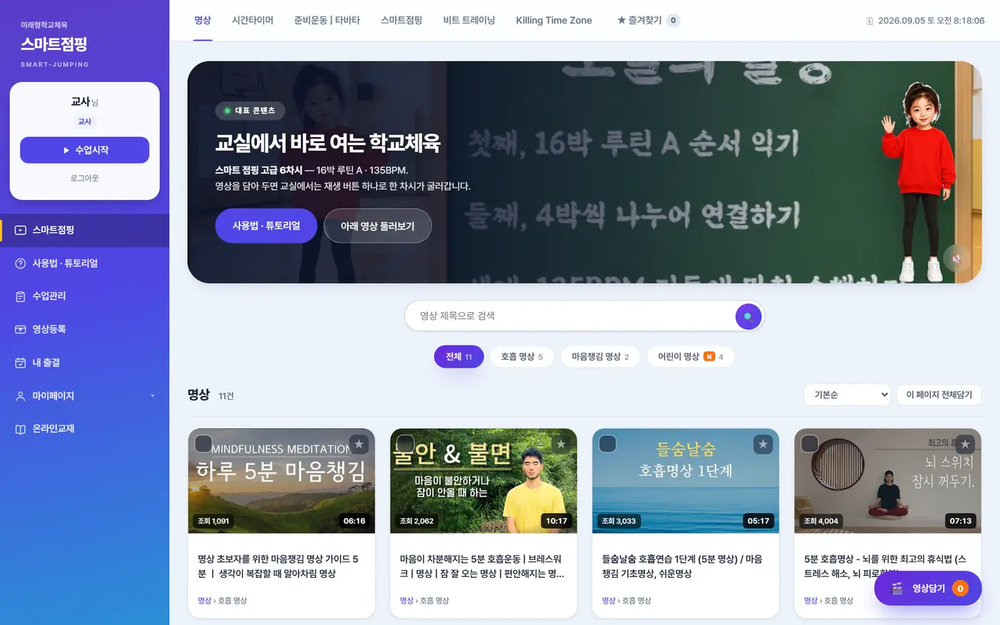 미래형학교체육
스마트점핑
SMART-JUMPING
교사님
교사
수업시작
로그아웃
스마트점핑
사용법 · 튜토리얼
수업관리
영상등록
내 출결
마이페이지
온라인교재
명상
시간타이머
준비운동 | 타바타
스마트점핑
비트 트레이닝
Killing Time Zone
★ 즐겨찾기 0
2026.09.05 토 오전 8:18:06
대표 콘텐츠
교실에서 바로 여는 학교체육
스마트 점핑 고급 6차시 — 16박 루틴 A · 135BPM.
영상을 담아 두면 교실에서는 재생 버튼 하나로 한 차시가 굴러갑니다.
사용법 · 튜토리얼
아래 영상 둘러보기
첫째, 16박 루틴 A 순서 익기
둘째, 4박씩 나누어 연결하기
영상 제목으로 검색
전체 11
호흡 명상 5
마음챙김 명상 2
어린이 명상 N 4
명상 11건
기본순
이 페이지 전체담기
MINDFULNESS MEDITATION
하루 5분 마음챙김
조회 1,091
06:16
명상 초보자를 위한 마음챙김 명상 가이드 5
분 ㅣ 생각이 복잡할 때 알아차림 명상
명상 › 호흡 명상
불안 & 불면
마음이 불안하거나
잠이 안올 때 하는
조회 2,062
10:17
마음이 차분해지는 5분 호흡운동 | 브레스워
크 | 명상 | 잠 잘 오는 명상 | 편안해지는 명...
명상 › 호흡 명상
들숨날숨
호흡명상 1단계
조회 3,033
05:17
들숨날숨 호흡연습 1단계 (5분 명상) / 마음
챙김 기초명상, 쉬운명상
명상 › 호흡 명상
최고의
뇌 스위치
잠시 꺼두기.
조회 4,004
07:13
5분 호흡명상 - 뇌를 위한 최고의 휴식법 (스
트레스 해소, 뇌
명상 › 호흡 명상
영상담기 0